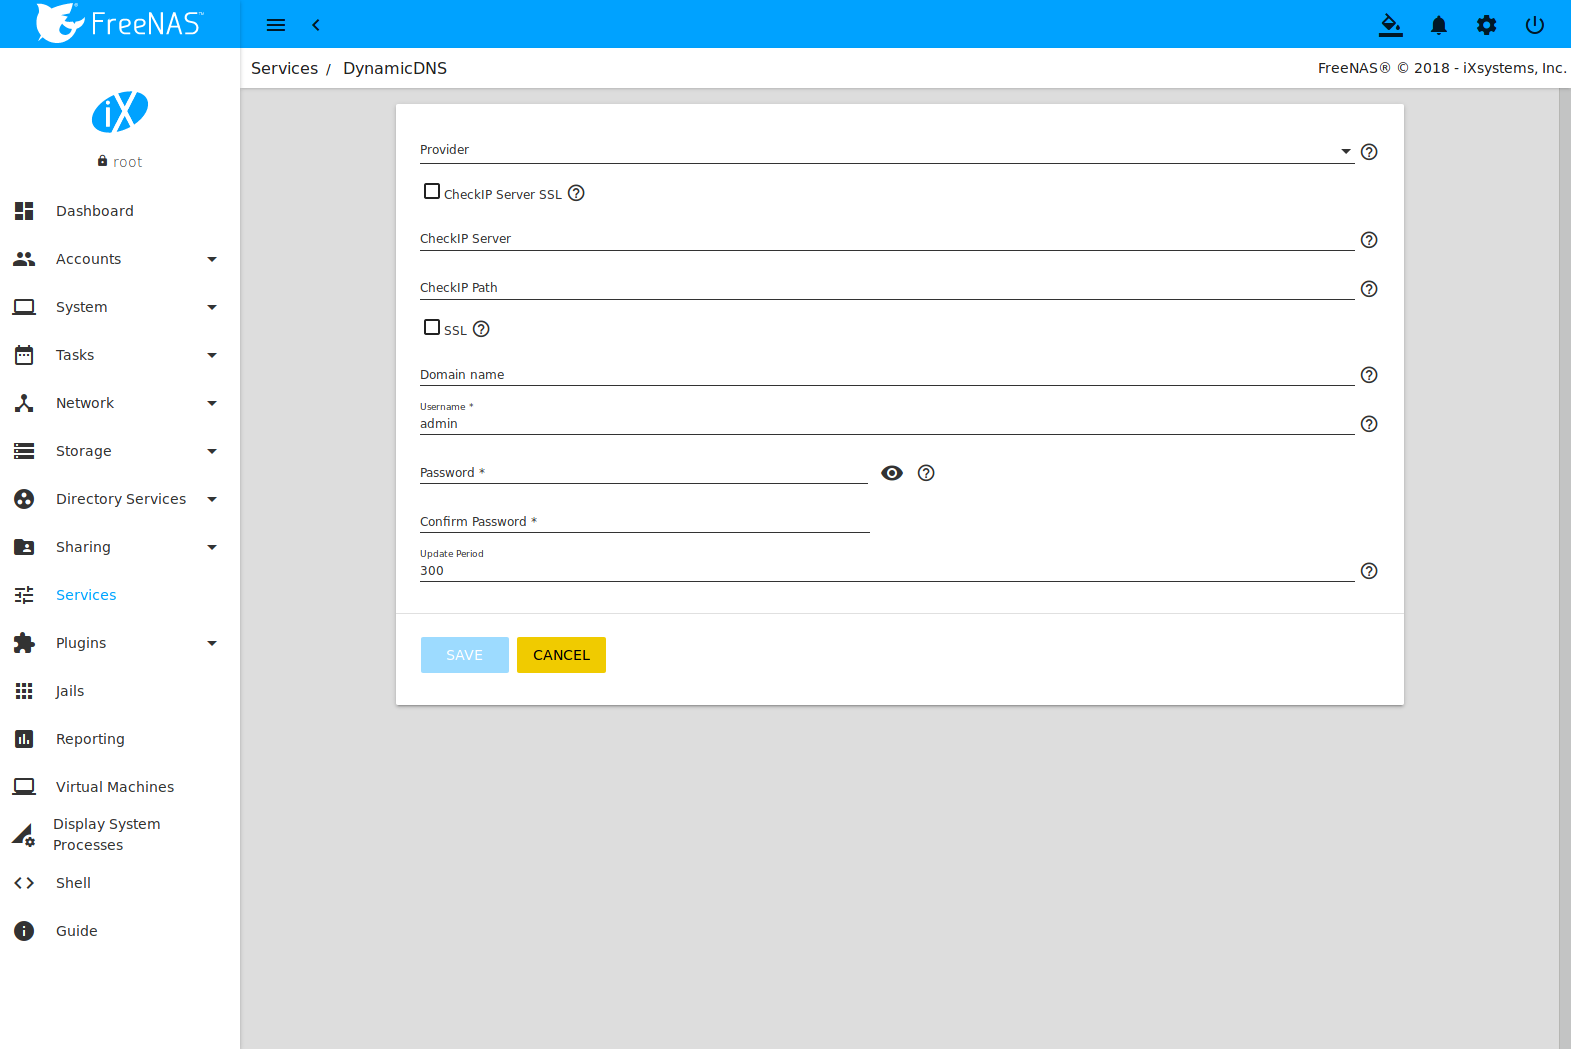 FreeNAS™
Services / DynamicDNS
FreeNAS® © 2018 - iXsystems, Inc.
iX
root
Dashboard
Accounts
System
Tasks
Network
Storage
Directory Services
Sharing
Services
Plugins
Jails
Reporting
Virtual Machines
Display System
Processes
Shell
Guide
Provider
CheckIP Server SSL
CheckIP Server
CheckIP Path
SSL
Domain name
Username *
admin
Password *
Confirm Password *
Update Period
300
SAVE CANCEL